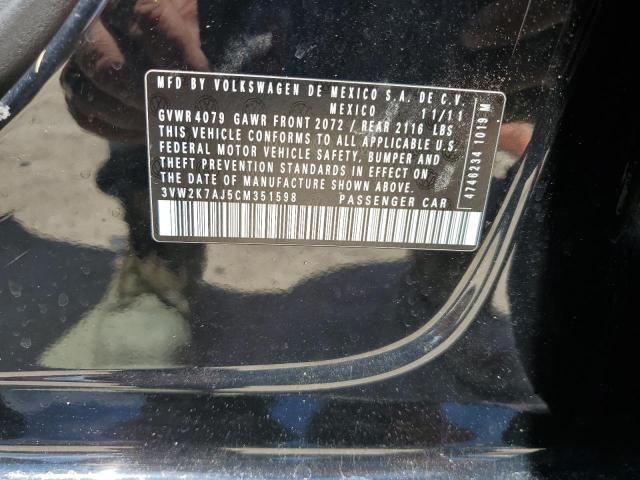 MFD BY VOLKSWAGEN DE MEXICO S.A. DE C.V.
MEXICO 11/11
GVWR 4079 GAWR FRONT 2072 / REAR 2116 LBS
THIS VEHICLE CONFORMS TO ALL APPLICABLE U.S.
FEDERAL MOTOR VEHICLE SAFETY, BUMPER AND
THEFT PREVENTION STANDARDS IN EFFECT ON
THE DATE OF MANUFACTURE SHOWN ABOVE.
3VW2K7AJ5CM351598 PASSENGER CAR
4746234 1019 M